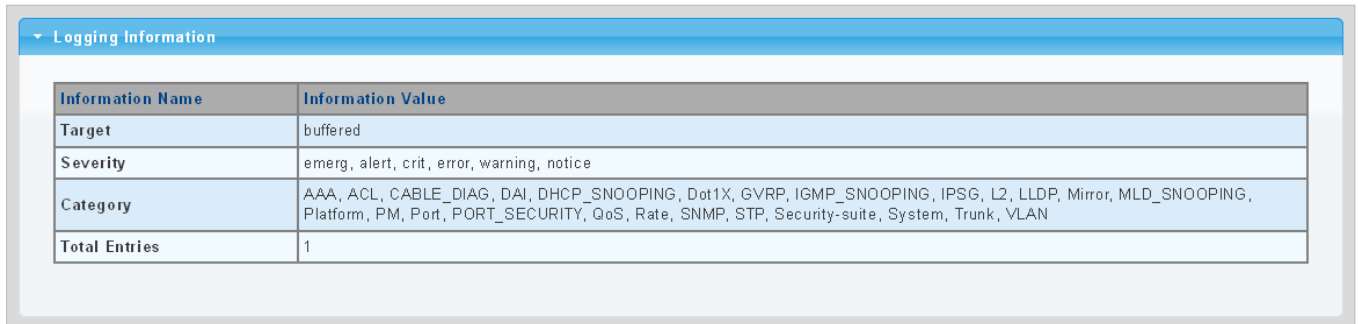 Logging Information
Information Name Information Value
Target buffered
Severity emerg, alert, crit, error, warning, notice
Category AAA, ACL, CABLE_DIAG, DAI, DHCP_SNOOPING, Dot1X, GVRP, IGMP_SNOOPING, IPSG, L2, LLDP, Mirror, MLD_SNOOPING,
Platform, PM, Port, PORT_SECURITY, QoS, Rate, SNMP, STP, Security-suite, System, Trunk, VLAN
Total Entries 1